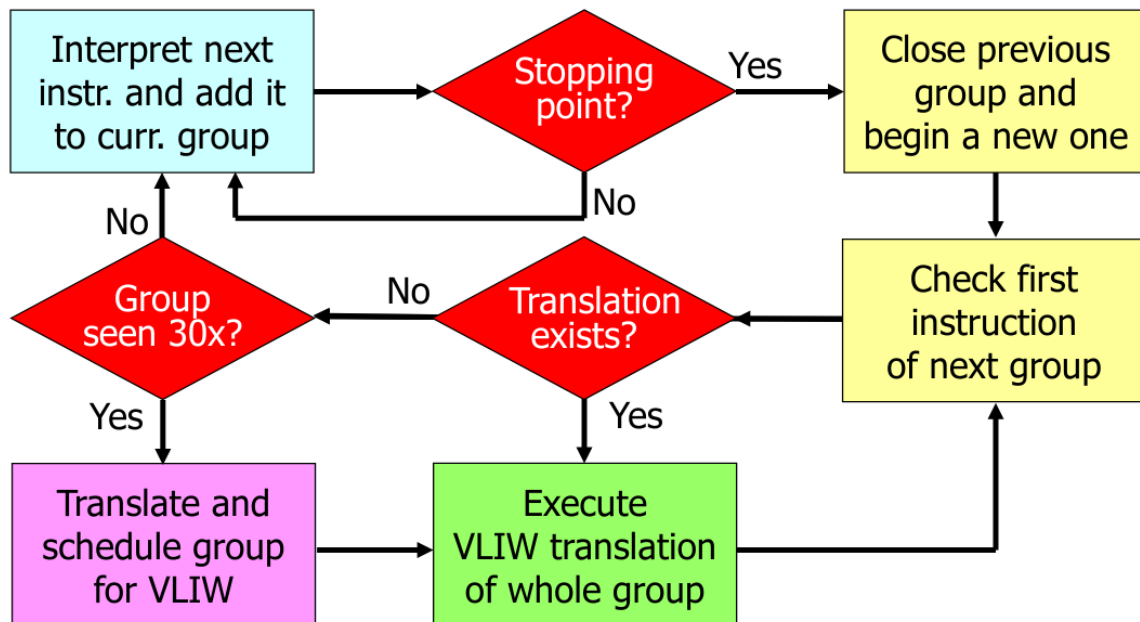 Interpret next
instr. and add it
to curr. group
Stopping
point?
Yes
Close previous
group and
begin a new one
No
No
Group
seen 30x?
No
Translation
exists?
Check first
instruction
of next group
Yes
Yes
Translate and
schedule group
for VLIW
Execute
VLIW translation
of whole group